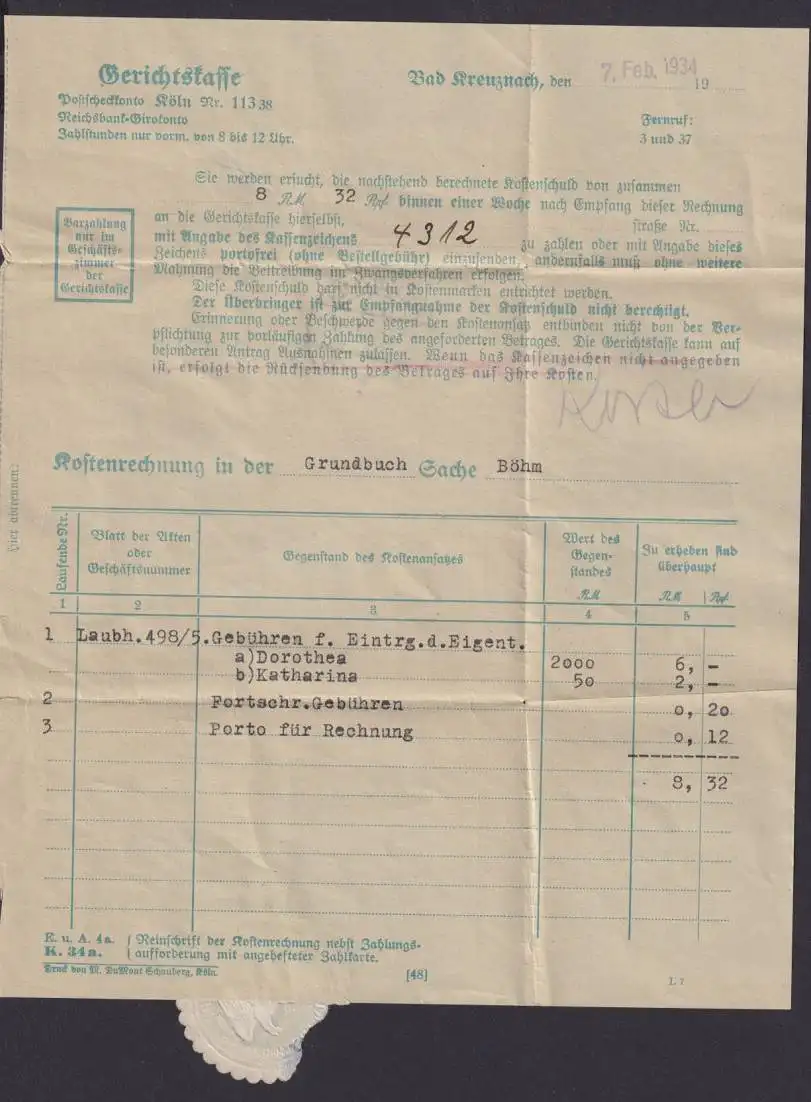 Gerichtskasse
Postscheckkonto Köln Nr. 11338
Reichsbank-Girokonto
Zahlstunden nur vorm. von 8 bis 12 Uhr.
Bad Kreuznach, den 7. Feb. 1934 19
Fernruf:
3 und 37
Sie werden ersucht, die nachstehend berechnete Kostenschuld von zusammen
8 RM 32 Rpf binnen einer Woche nach Empfang dieser Rechnung
an die Gerichtskasse hierselbst, straße Nr.
mit Angabe des Kassenzeichens 4312 zu zahlen oder mit Angabe dieses
Zeichens portofrei (ohne Bestellgebühr) einzusenden, andernfalls muß ohne weitere
Mahnung die Beitreibung im Zwangsverfahren erfolgen.
Diese Kostenschuld darf nicht in Kostenmarken entrichtet werden.
Der Überbringer ist zur Empfangnahme der Kostenschuld nicht berechtigt.
Erinnerung oder Beschwerde gegen den Kostenansatz entbinden nicht von der Ver-
pflichtung zur vorläufigen Zahlung des angeforderten Betrages. Die Gerichtskasse kann auf
besonderen Antrag Ausnahmen zulassen. Wenn das Kassenzeichen nicht angegeben
ist, erfolgt die Rücksendung des Betrages auf Ihre Kosten.
Barzahlung
nur im
Geschäfts-
zimmer
der
Gerichtskasse
hier abtrennen:
Kostenrechnung in der Grundbuch Sache Böhm
Laufende Nr.
Blatt der Akten
oder
Geschäftsnummer
Gegenstand des Kostenansatzes
Wert des
Gegen-
standes
RM
Zu erheben sind
überhaupt
RM Rpf
1 2 3 4 5
1 Laubh.498/5. Gebühren f. Eintrg.d.Eigent.
a)Dorothea 2000 6, -
b)Katharina 50 2, -
2 Fortschr.Gebühren 0, 20
3 Porto für Rechnung 0, 12
8, 32
E. u. A. 4a.
K. 34a.
Reinschrift der Kostenrechnung nebst Zahlungs-
aufforderung mit angehefteter Zahlkarte.
Druck von M. DuMont Schauberg, Köln.
[48]
L 7